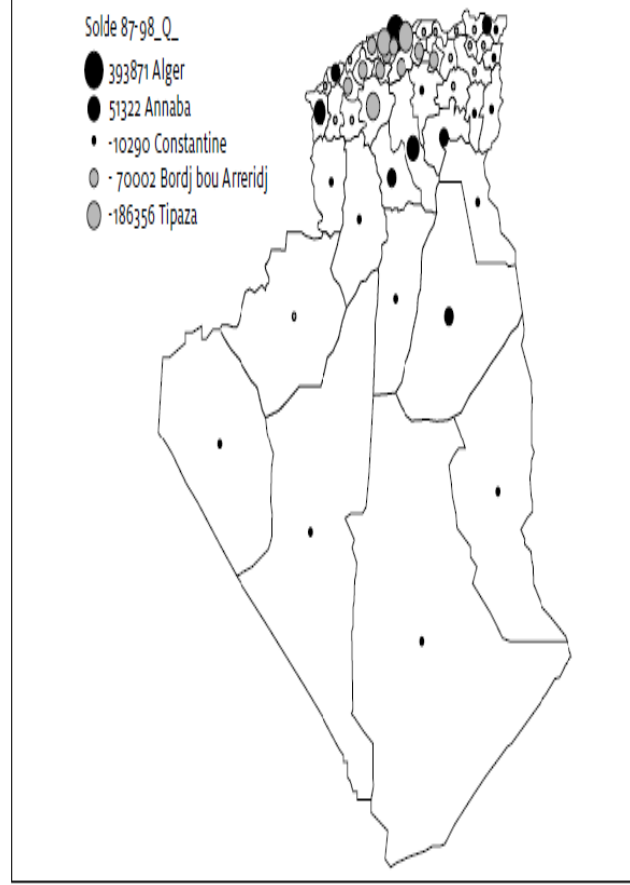 Solde 87-98_Q_
393871 Alger
51322 Annaba
-10290 Constantine
- 70002 Bordj bou Arreridj
-186356 Tipaza